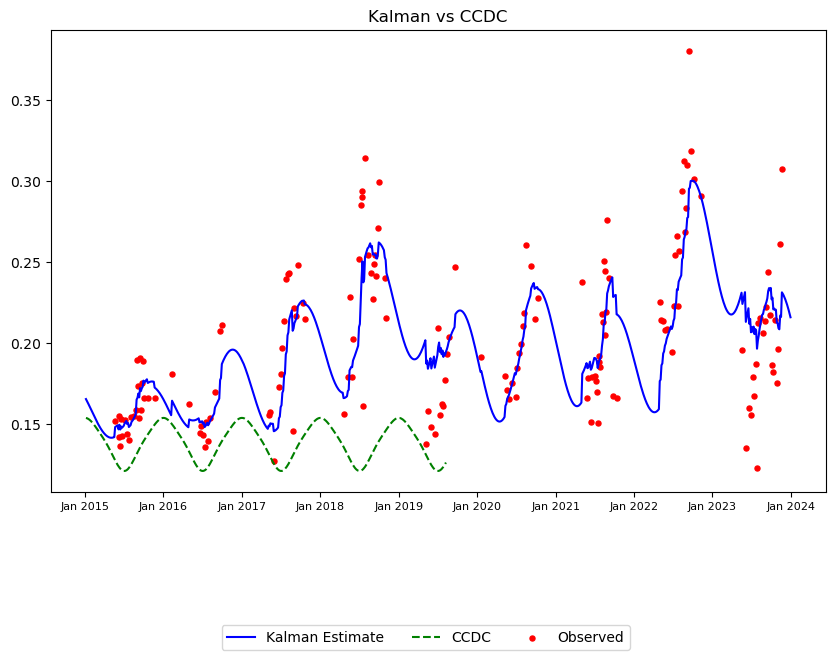 Kalman vs CCDC
0.35
0.30
0.25
0.20
0.15
Jan 2015 Jan 2016 Jan 2017 Jan 2018 Jan 2019 Jan 2020 Jan 2021 Jan 2022 Jan 2023 Jan 2024
Kalman Estimate CCDC Observed